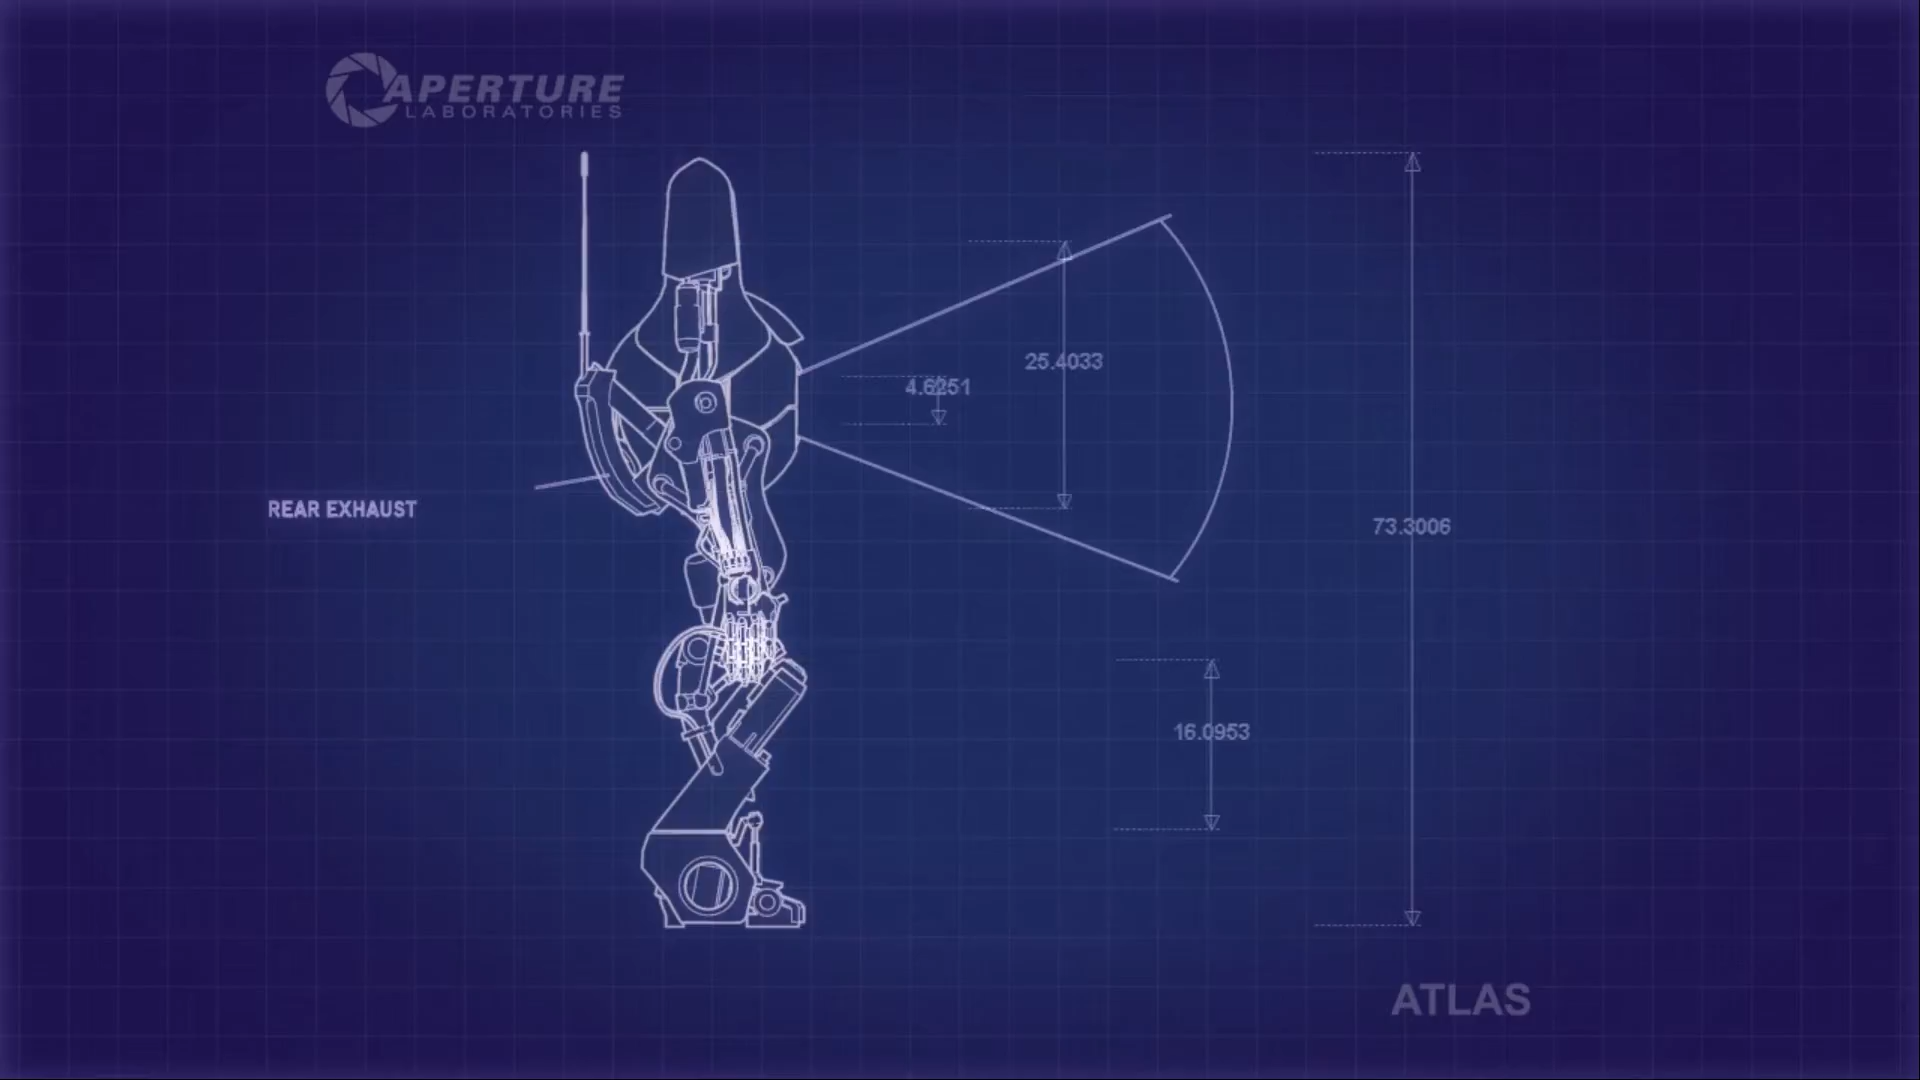 APERTURE
LABORATORIES
25.4033
4.6251
REAR EXHAUST
73.3006
16.0953
ATLAS